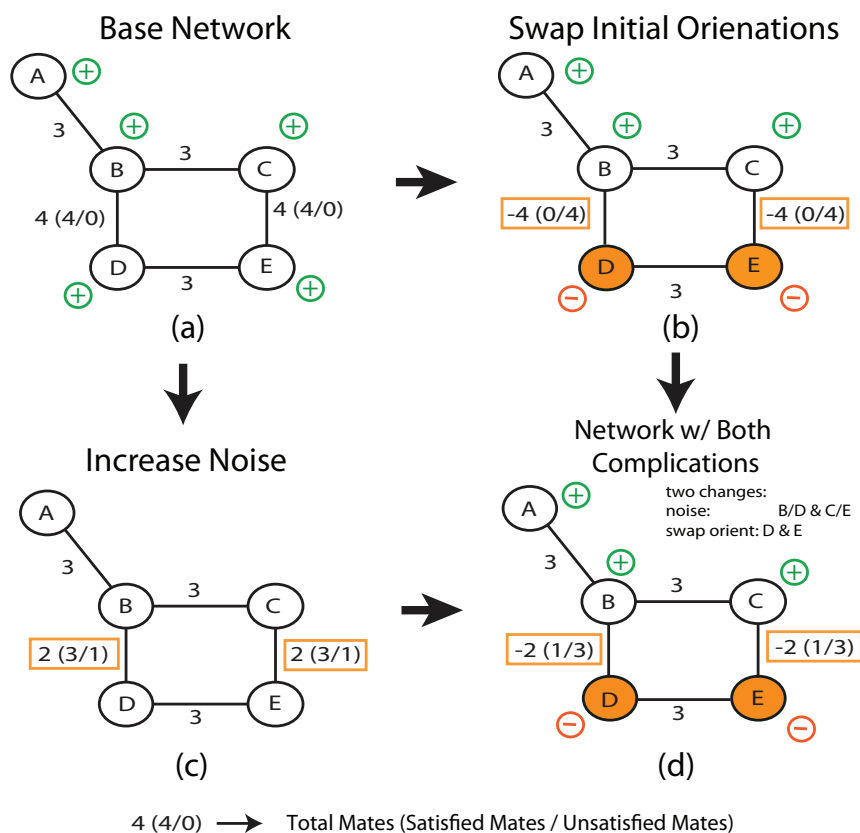 Base Network
Swap Initial Orienations
A
+
3
B
+
3
C
+
4 (4/0)
4 (4/0)
D
+
3
E
+
(a)
A
+
3
B
+
3
C
+
-4 (0/4)
-4 (0/4)
D
−
3
E
−
(b)
Increase Noise
Network w/ Both
Complications
two changes:
noise: B/D & C/E
swap orient: D & E
A
3
B
3
C
2 (3/1)
2 (3/1)
D
3
E
(c)
A
+
3
B
+
3
C
+
-2 (1/3)
-2 (1/3)
D
−
3
E
−
(d)
4 (4/0) Total Mates (Satisfied Mates / Unsatisfied Mates)